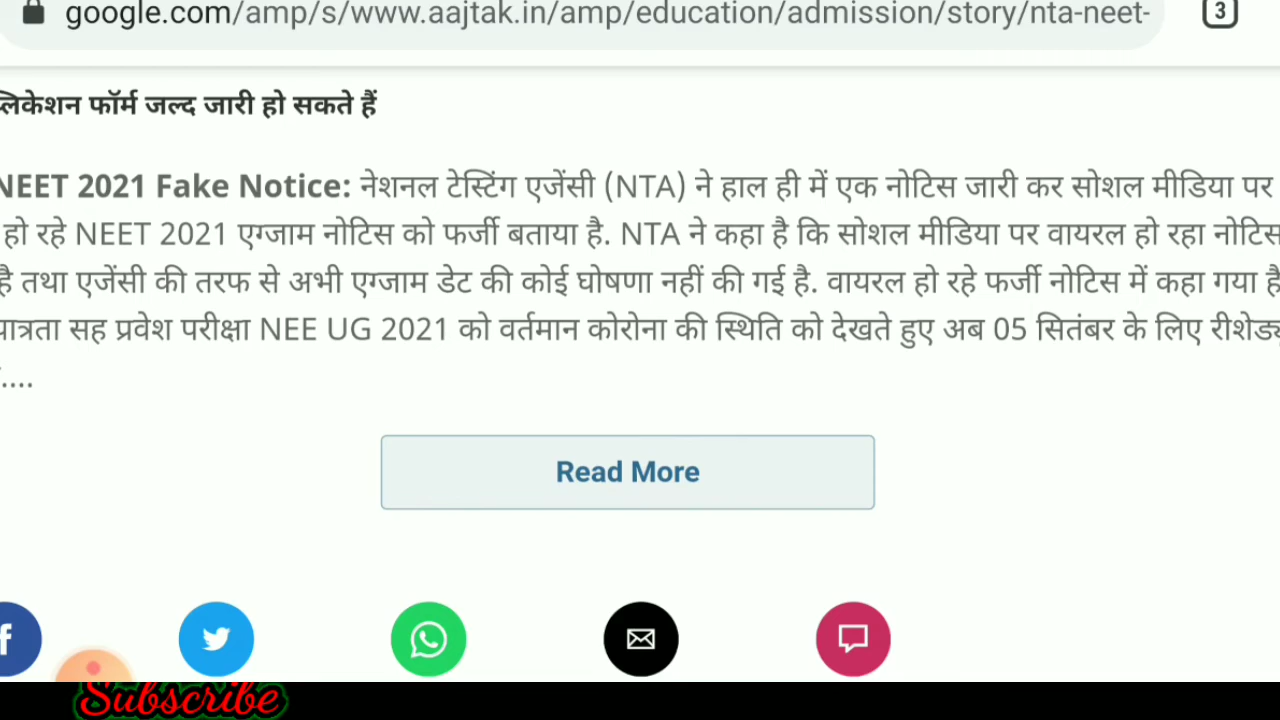 google.com/amp/s/www.aajtak.in/amp/education/admission/story/nta-neet-
3
लिकेशन फॉर्म जल्द जारी हो सकते हैं
NEET 2021 Fake Notice: नेशनल टेस्टिंग एजेंसी (NTA) ने हाल ही में एक नोटिस जारी कर सोशल मीडिया पर
हो रहे NEET 2021 एग्जाम नोटिस को फर्जी बताया है. NTA ने कहा है कि सोशल मीडिया पर वायरल हो रहा नोटिस
है तथा एजेंसी की तरफ से अभी एग्जाम डेट की कोई घोषणा नहीं की गई है. वायरल हो रहे फर्जी नोटिस में कहा गया है
पात्रता सह प्रवेश परीक्षा NEE UG 2021 को वर्तमान कोरोना की स्थिति को देखते हुए अब 05 सितंबर के लिए
....
Read More
Subscribe